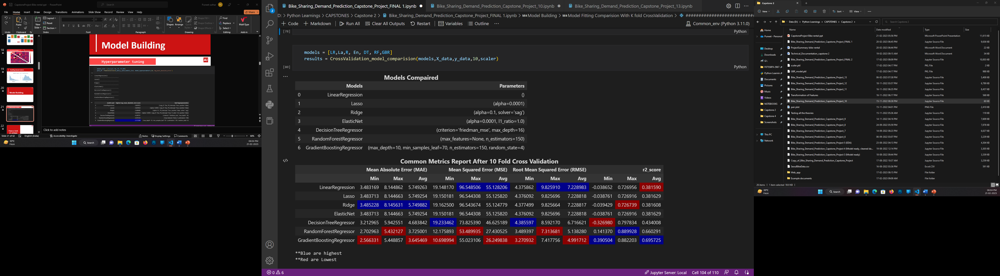 CapstoneProject Bike rental ppt - PowerPoint
Search
Puneet suthar
PS
File Home Insert Draw Design Transitions Animations Slide Show Record Review View Help
Share
Paste
New Slide
Layout
Reset
Section
Shapes
Arrange
Quick Styles
Shape Fill
Shape Outline
Shape Effects
Find
Replace
Select
MathType
Undo Clipboard Slides Font Paragraph Drawing Editing Add-in
18
19
20
Model Building
21
22
Have a look on unique
Model Building
Hyperparameter tuning
AI
LinearRegression()
Lasso()
Ridge()
ElasticNet()
DecisionTreeRegressor()
RandomForestRegressor()
GradientBoostingRegressor()
Click to add notes
Slide 21 of 62
English (India)
Accessibility: Investigate
Notes
Display Settings
Comments
66%
33°C
Haze
Search
06:04 PM
21-02-2023
Bike_Sharing_Demand_Prediction_Capstone_Project_FINAL 1.ipynb
Bike_Sharing_Demand_Prediction_Capstone_Project_10.ipynb
Bike_Sharing_Demand_Prediction_Capstone_Project_13.ipynb
2
D: > Python Learnings > CAPSTONES > Capstone 2 > Bike_Sharing_Demand_Prediction_Capstone_Project_FINAL 1.ipynb > Model Building > Model Fitting Comparision With K fold CrossValidation >
+ Code + Markdown Run All Clear All Outputs Restart Variables Outline ...
Common_env (Python 3.11.0)
[78]
Python
models = [LR,La,R, En, DT, RF,GBR]
results = CrossValidation_model_comparision(models,X_data,y_data,10,scaler)
[80]
Python
Models Compaired
Models Parameters
0 LinearRegression ()
1 Lasso (alpha=0.0001)
2 Ridge (alpha=0.1, solver='sag')
3 ElasticNet (alpha=0.0001, l1_ratio=1.0)
4 DecisionTreeRegressor (criterion='friedman_mse', max_depth=16)
5 RandomForestRegressor (max_features=None, n_estimators=150)
6 GradientBoostingRegressor (max_depth=10, min_samples_leaf=70, n_estimators=150, random_state=4)
Common Metrics Report After 10 Fold Cross Validation
Mean Absolute Error (MAE) Mean Squared Error (MSE) Root Mean Squared Error (RMSE) r2_score
Min Max Avg Min Max Avg Min Max Avg Min Max Avg
LinearRegression 3.483169 8.144862 5.749263 19.148170 96.548506 55.128206 4.375862 9.825910 7.228983 -0.038652 0.726956 0.381590
Lasso 3.483713 8.144663 5.749254 19.150181 96.544308 55.125820 4.376092 9.825696 7.228818 -0.038761 0.726916 0.381629
Ridge 3.485228 8.145631 5.749882 19.162500 96.543674 55.124779 4.377499 9.825664 7.228817 -0.039429 0.726739 0.381608
ElasticNet 3.483713 8.144663 5.749254 19.150181 96.544308 55.125820 4.376092 9.825696 7.228818 -0.038761 0.726916 0.381629
DecisionTreeRegressor 3.212965 5.942551 4.683842 19.233462 73.825390 46.625189 4.385597 8.592170 6.716621 -0.326980 0.797834 0.434008
RandomForestRegressor 2.702963 5.432127 3.725001 12.175893 53.489935 27.430525 3.489397 7.313681 5.138280 0.141370 0.889928 0.660291
GradientBoostingRegressor 2.566331 5.448857 3.645469 10.698994 55.023106 26.249838 3.270932 7.417756 4.991712 0.390504 0.882203 0.695725
**Blue are highest
**Red are Lowest
0 6
Jupyter Server: Local
Cell 104 of 110
Capstone 2
New
Sort
View
Data (D:) > Python Learnings > CAPSTONES > Capstone 2 >
Search Capstone 2
Home
Puneet - Personal
Desktop
Downloads
G:\
F07558F9-2967-
Python Learnin
Documents
Pictures
Music
Videos
NOTEBOOKS
Capstone 2
Capstone 4
Screenshots
This PC
Network
Name Date modified Type Size
CapstoneProject Bike rental ppt 21-02-2023 05:56 PM Microsoft PowerPoint Presentation 11,615 KB
Bike_Sharing_Demand_Prediction_Capstone_Project_FINAL 1 20-02-2023 06:45 PM Jupyter Source File 9,636 KB
ProjectSummary-bike-rental 20-02-2023 06:44 PM Microsoft Word Document 22 KB
Technical_Documentation_capstone 2 19-02-2023 09:15 AM Microsoft Word Document 34 KB
Bike_Sharing_Demand_Prediction_Capstone_Project_FINAL 2 17-02-2023 08:09 PM Jupyter Source File 10,003 KB
scaler.pkl 17-02-2023 04:17 PM PKL File 2 KB
GBR_model.pkl 17-02-2023 04:17 PM PKL File 988 KB
Bike_Sharing_Demand_Prediction_Capstone_Project_13 06-02-2023 07:38 PM Jupyter Source File 5,408 KB
Bike_Sharing_Demand_Prediction_Capstone_Project_12 18-11-2022 03:57 PM Jupyter Source File 6,789 KB
Bike_Sharing_Demand_Prediction_Capstone_Project_11 16-11-2022 06:35 PM Jupyter Source File 8,457 KB
Transformation of Features 16-11-2022 06:17 PM Jupyter Source File 568 KB
Bike_Sharing_Demand_Prediction_Capstone_Project_10 15-11-2022 08:38 PM Jupyter Source File 60 KB
pair plot 15-11-2022 04:01 PM PNG File 2,410 KB
Testing all the theories 15-11-2022 05:36 AM Jupyter Source File 119 KB
Bike_Sharing_Demand_Prediction_Capstone_Project_9 14-11-2022 04:16 PM Jupyter Source File 7,609 KB
Bike_Sharing_Demand_Prediction_Capstone_Project_8 24-09-2022 05:59 PM Jupyter Source File 7,878 KB
Bike_Sharing_Demand_Prediction_Capstone_Project_7 14-09-2022 08:23 PM Jupyter Source File 6,027 KB
Bike_Sharing_Demand_Prediction_Capstone_Project_6 06-09-2022 03:07 PM Jupyter Source File 3,229 KB
Bike_Sharing_Demand_Prediction_Capstone_Project 5 (EDA) 23-08-2022 04:13 PM Jupyter Source File 4,304 KB
Bike_Sharing_Demand_Prediction_Capstone_Project 4 (Model ready, cleaned da... 19-08-2022 12:14 PM Jupyter Source File 3,305 KB
Bike_Sharing_Demand_Prediction_Capstone_Project 3 (Model ready) 18-08-2022 09:44 PM Jupyter Source File 3,339 KB
Copy_of_Bike_Sharing_Demand_Prediction_Capstone_Project 17-08-2022 10:37 AM Jupyter Source File 3,259 KB
SeoulBikeData.csv 16-08-2022 03:36 PM Excel.CSV 591 KB
Web_app 17-02-2023 08:15 PM File folder
Example documents 17-02-2023 09:09 AM File folder
26 items 1 item selected 59.9 KB
33°C
Haze
Search
06:04 PM
21-02-2023